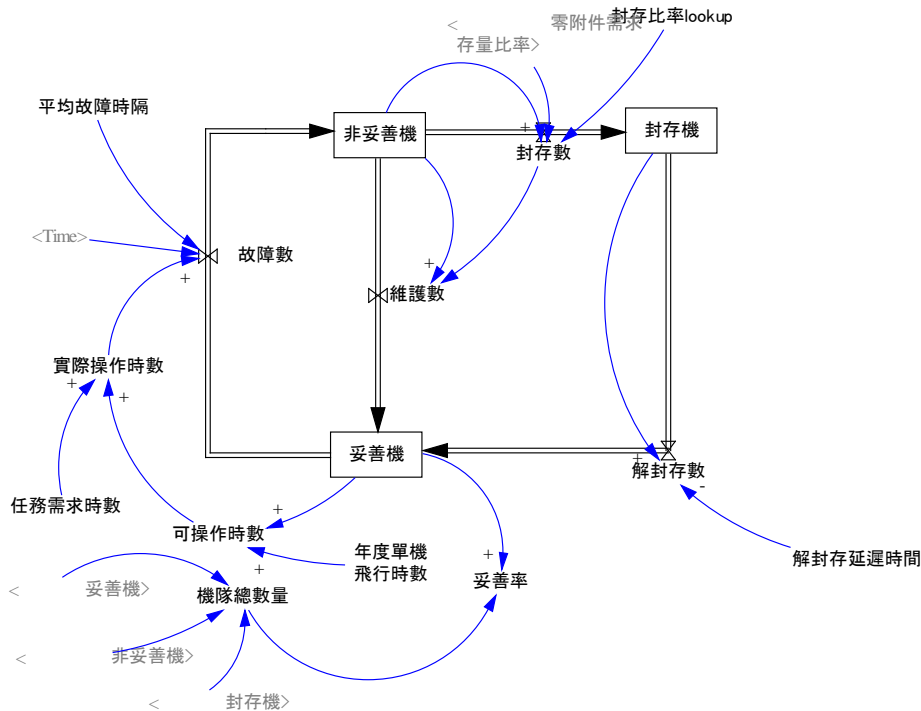 < 零附件需求
存量比率>
封存比率lookup
平均故障時隔
非妥善機
封存機
+
封存數
<Time>
故障數
+
+
維護數
實際操作時數
+
+
妥善機
+
解封存數
-
任務需求時數
+
可操作時數
年度單機
飛行時數
+
妥善率
解封存延遲時間
+
< 妥善機>
機隊總數量
< 非妥善機>
< 封存機>